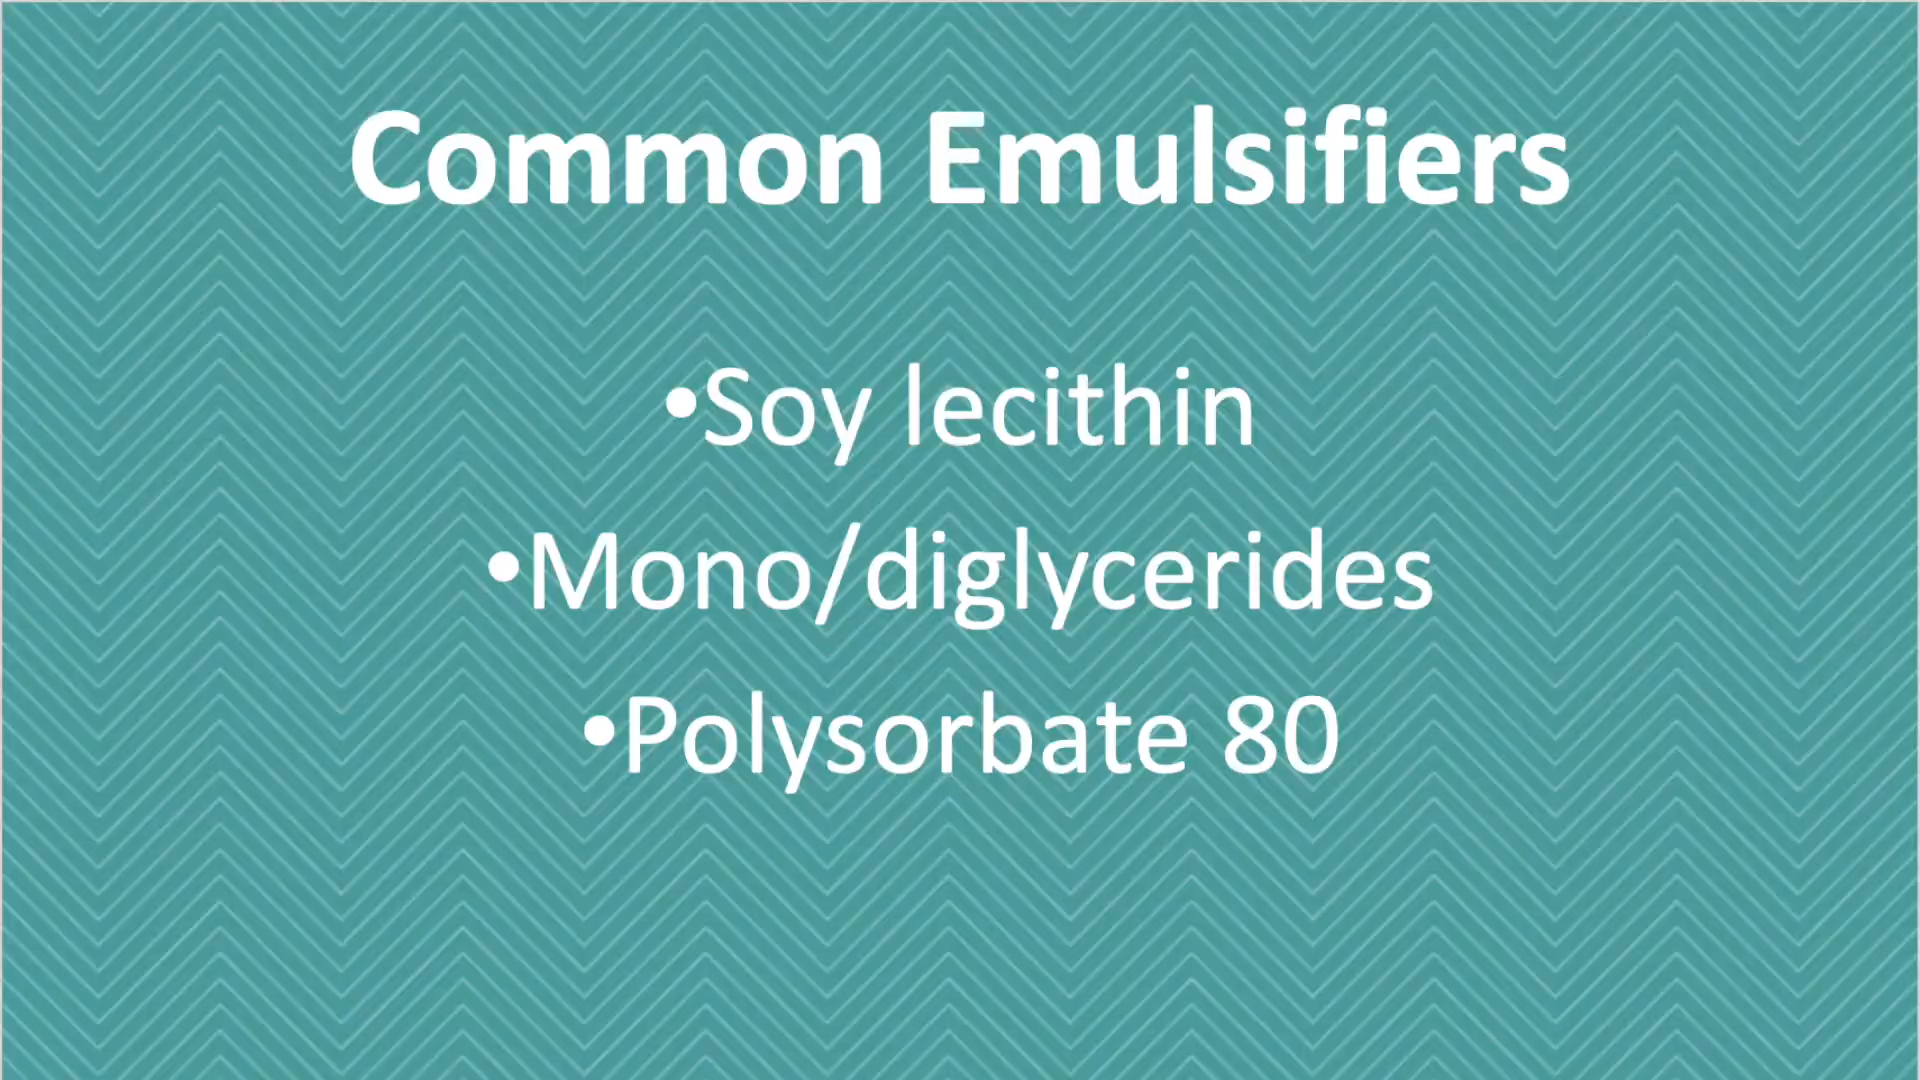 Common Emulsifiers
•Soy lecithin
•Mono/diglycerides
•Polysorbate 80